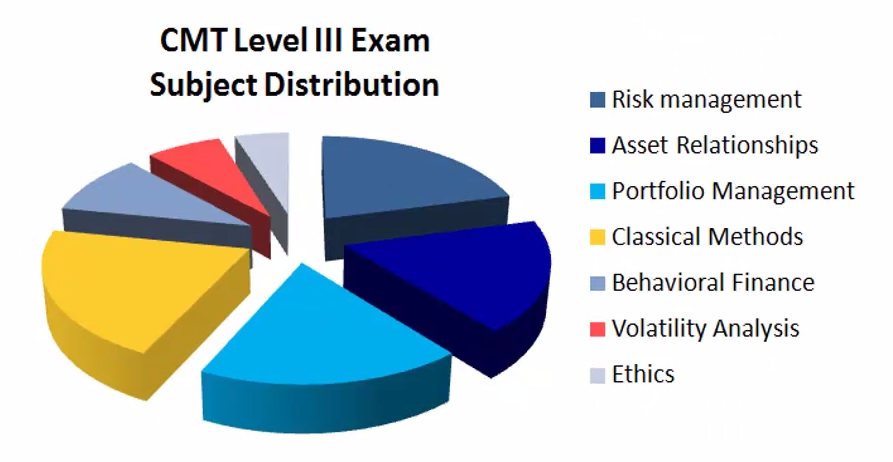 CMT Level III Exam
Subject Distribution
Risk management
Asset Relationships
Portfolio Management
Classical Methods
Behavioral Finance
Volatility Analysis
Ethics